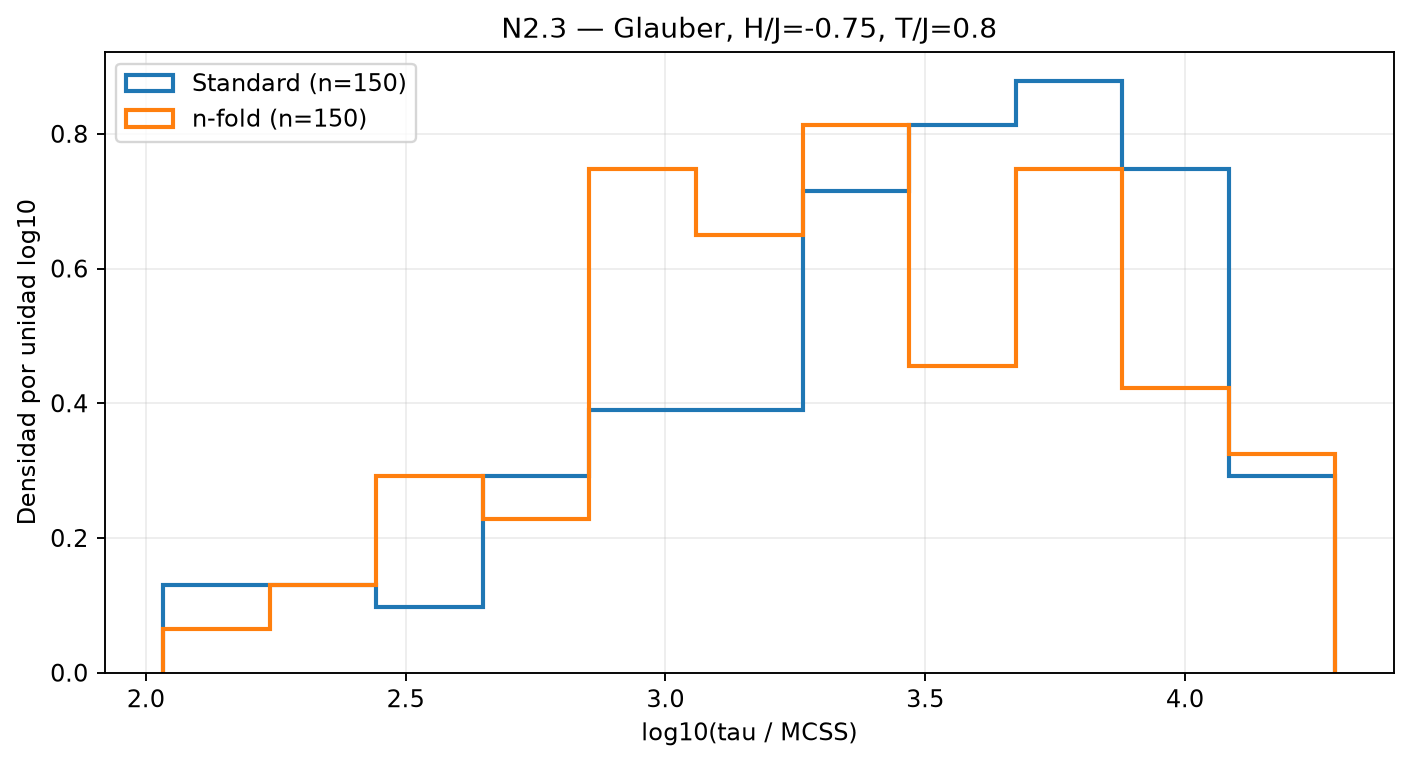 N2.3 — Glauber, H/J=-0.75, T/J=0.8
Standard (n=150)
n-fold (n=150)
Densidad por unidad log10
0.8
0.6
0.4
0.2
0.0
2.0 2.5 3.0 3.5 4.0
log10(tau / MCSS)